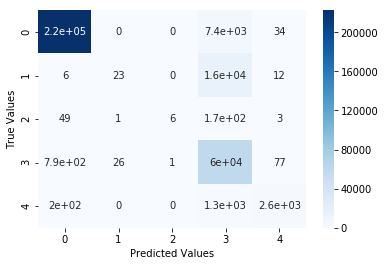 0 2.2e+05 0 0 7.4e+03 34
1 6 23 0 1.6e+04 12
2 49 1 6 1.7e+02 3
3 7.9e+02 26 1 6e+04 77
4 2e+02 0 0 1.3e+03 2.6e+03
0 1 2 3 4
Predicted Values
True Values
200000
160000
120000
80000
40000
0